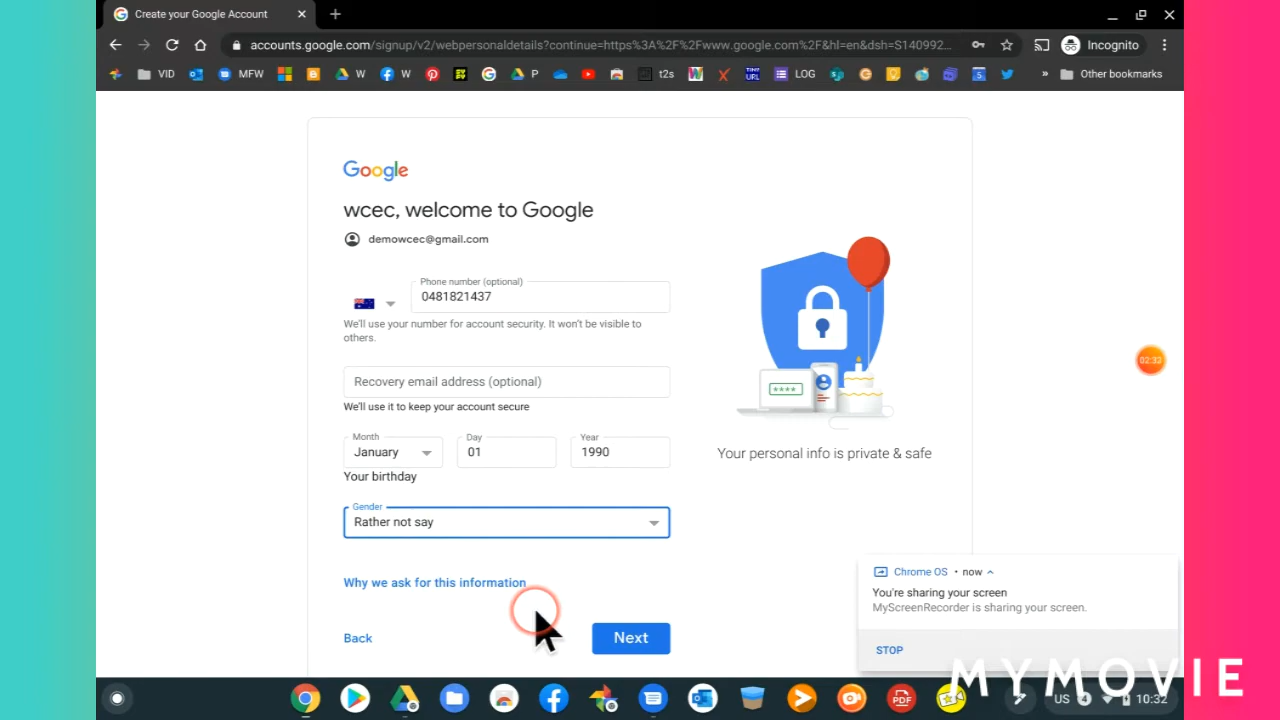 Create your Google Account
accounts.google.com/signup/v2/webpersonaldetails?continue=https%3A%2F%2Fwww.google.com%2F&hl=en&dsh=S140992...
Incognito
VID
MFW
W
W
P
t2s
TINY
URL
LOG
Other bookmarks
Google
wcec, welcome to Google
demowcec@gmail.com
Phone number (optional)
0481821437
We'll use your number for account security. It won't be visible to
others.
Recovery email address (optional)
We'll use it to keep your account secure
Month
January
Day
01
Year
1990
Your birthday
Gender
Rather not say
Why we ask for this information
Back
Next
****
Your personal info is private & safe
02:33
Chrome OS • now
You're sharing your screen
MyScreenRecorder is sharing your screen.
STOP
MYMOVIE
PDF
US
4
10:32